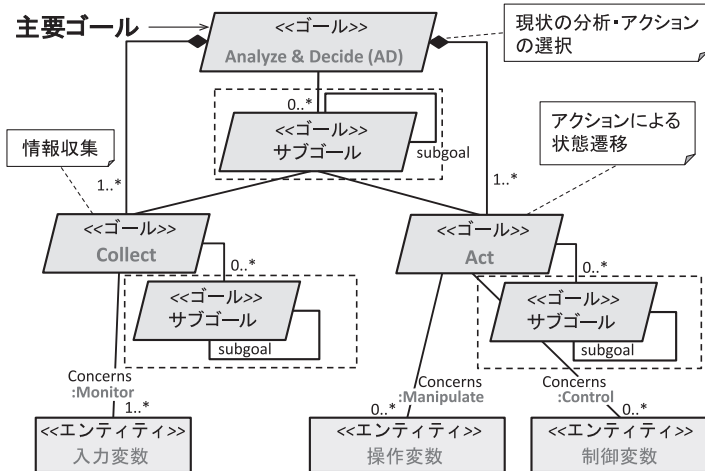 主要ゴール
<<ゴール>>
Analyze & Decide (AD)
現状の分析・アクション
の選択
0..*
<<ゴール>>
サブゴール
subgoal
情報収集
アクションによる
状態遷移
1..*
1..*
<<ゴール>>
Collect
<<ゴール>>
Act
0..*
<<ゴール>>
サブゴール
subgoal
0..*
<<ゴール>>
サブゴール
subgoal
Concerns
:Monitor
1..*
Concerns
:Manipulate
0..*
Concerns
:Control
0..*
<<エンティティ>>
入力変数
<<エンティティ>>
操作変数
<<エンティティ>>
制御変数